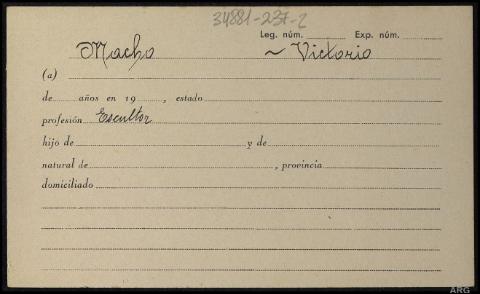 34881-237-2
Leg. núm. Exp. núm.
Macho ~ Victorio
(a)
de años en 19 , estado
profesión Escultor
hijo de y de
natural de , provincia
domiciliado
ARG